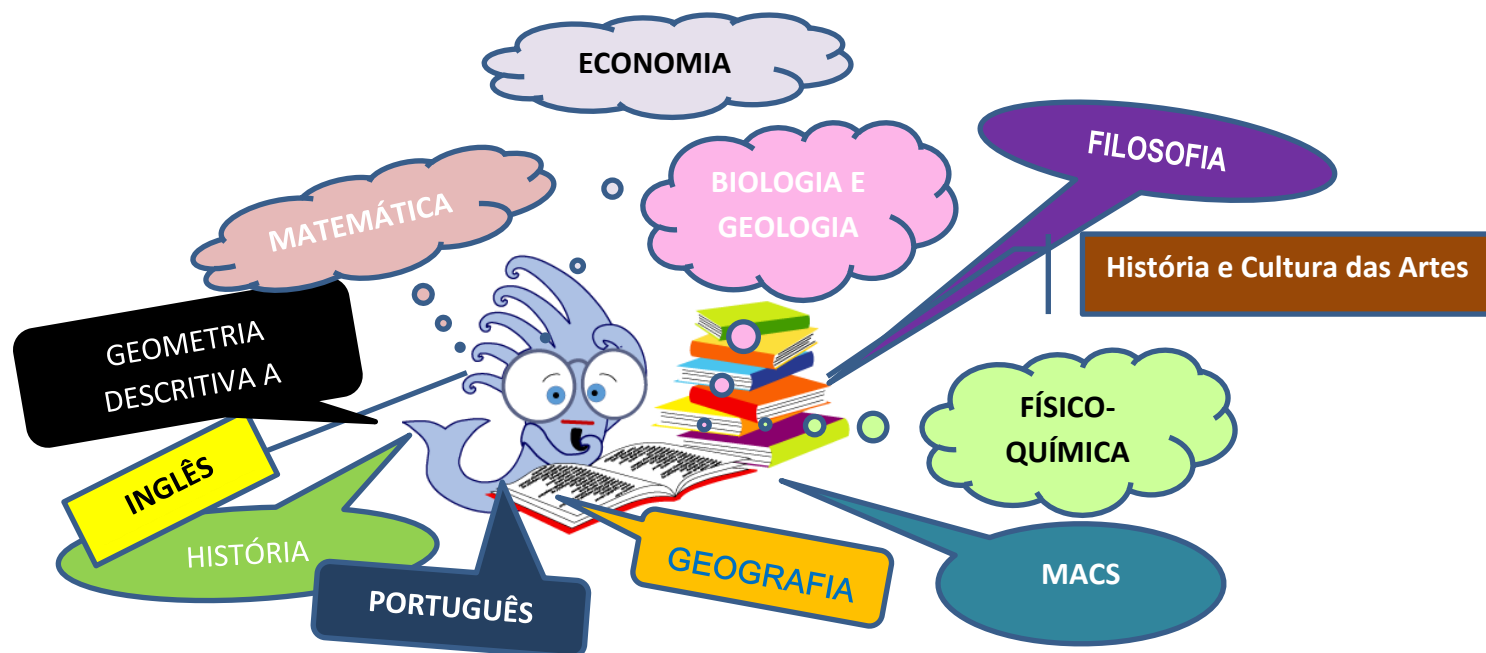 ECONOMIA
FILOSOFIA
BIOLOGIA E
GEOLOGIA
MATEMÁTICA
História e Cultura das Artes
GEOMETRIA
DESCRITIVA A
FÍSICO-
QUÍMICA
INGLÊS
HISTÓRIA
GEOGRAFIA
MACS
PORTUGUÊS